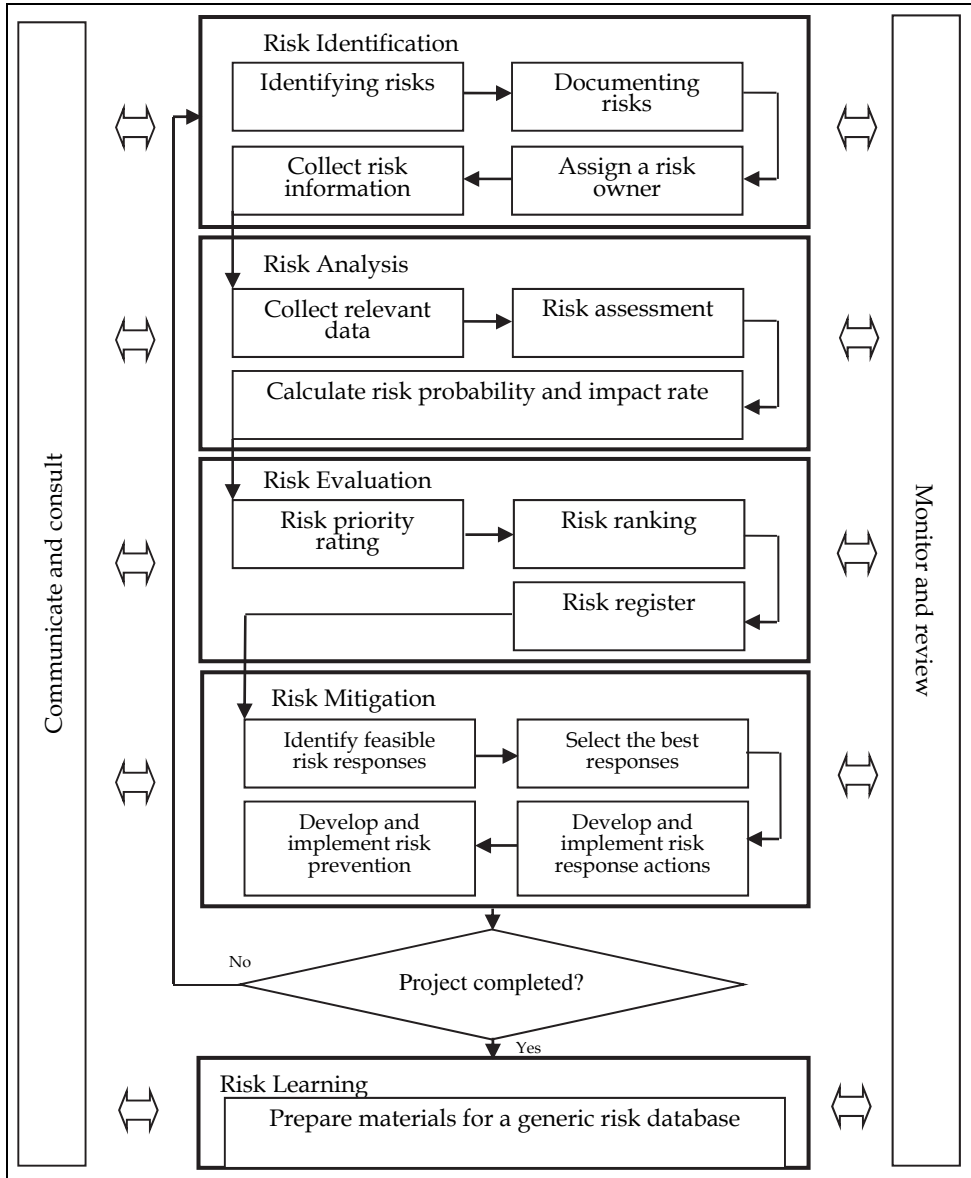 Communicate and consult
Risk Identification
Identifying risks
Documenting
risks
Collect risk
information
Assign a risk
owner
Risk Analysis
Collect relevant
data
Risk assessment
Calculate risk probability and impact rate
Risk Evaluation
Risk priority
rating
Risk ranking
Risk register
Risk Mitigation
Identify feasible
risk responses
Select the best
responses
Develop and
implement risk
prevention
Develop and
implement risk
response actions
No
Project completed?
Yes
Risk Learning
Prepare materials for a generic risk database
Monitor and review